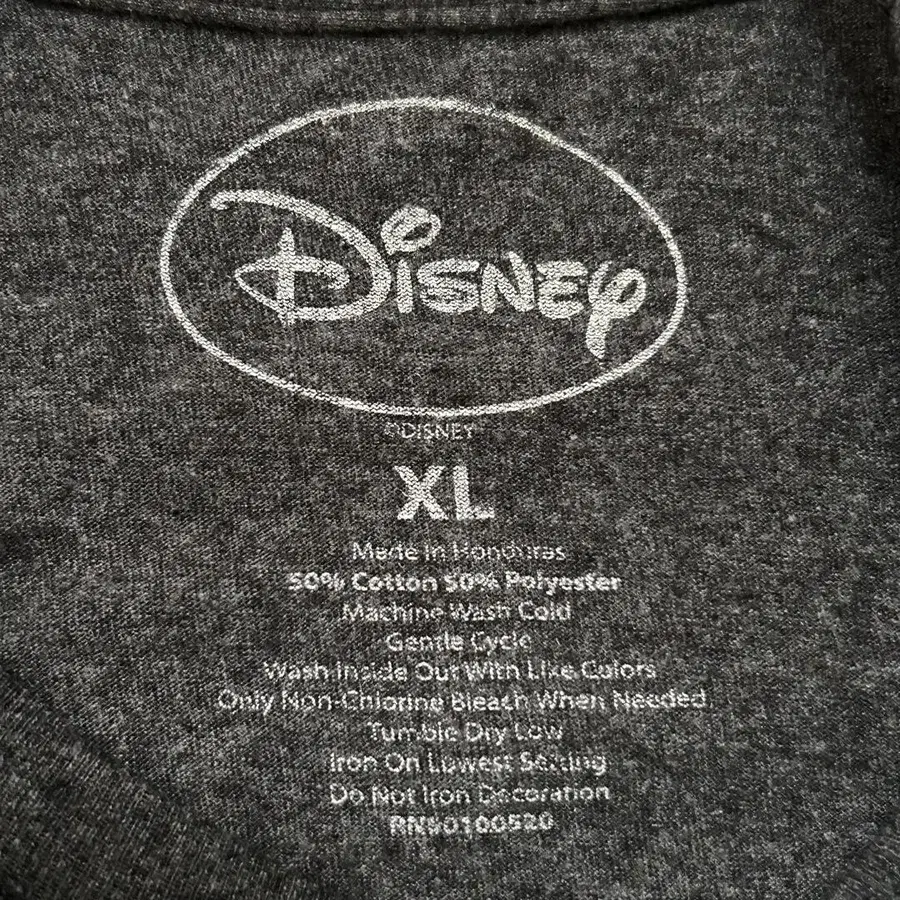 Disney
©DISNEY
XL
Made In Honduras
50% Cotton 50% Polyester
Machine Wash Cold
Gentle Cycle
Wash Inside Out With Like Colors
Only Non-Chlorine Bleach When Needed
Tumble Dry Low
Iron On Lowest Setting
Do Not Iron Decoration